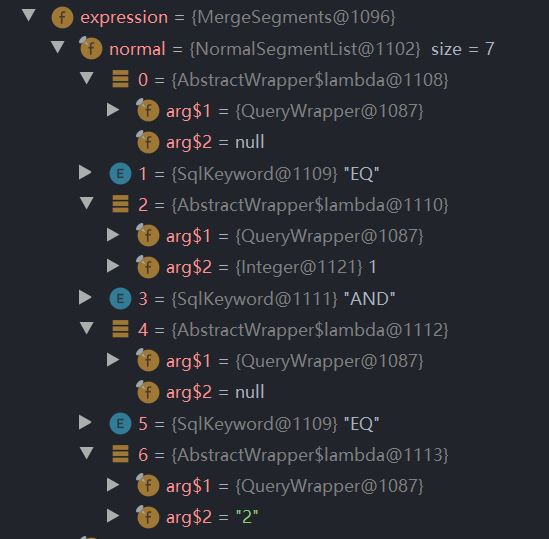 f expression = {MergeSegments@1096}
f normal = {NormalSegmentList@1102} size = 7
0 = {AbstractWrapper$lambda@1108}
f arg$1 = {QueryWrapper@1087}
f arg$2 = null
E 1 = {SqlKeyword@1109} "EQ"
2 = {AbstractWrapper$lambda@1110}
f arg$1 = {QueryWrapper@1087}
f arg$2 = {Integer@1121} 1
E 3 = {SqlKeyword@1111} "AND"
4 = {AbstractWrapper$lambda@1112}
f arg$1 = {QueryWrapper@1087}
f arg$2 = null
E 5 = {SqlKeyword@1109} "EQ"
6 = {AbstractWrapper$lambda@1113}
f arg$1 = {QueryWrapper@1087}
f arg$2 = "2"